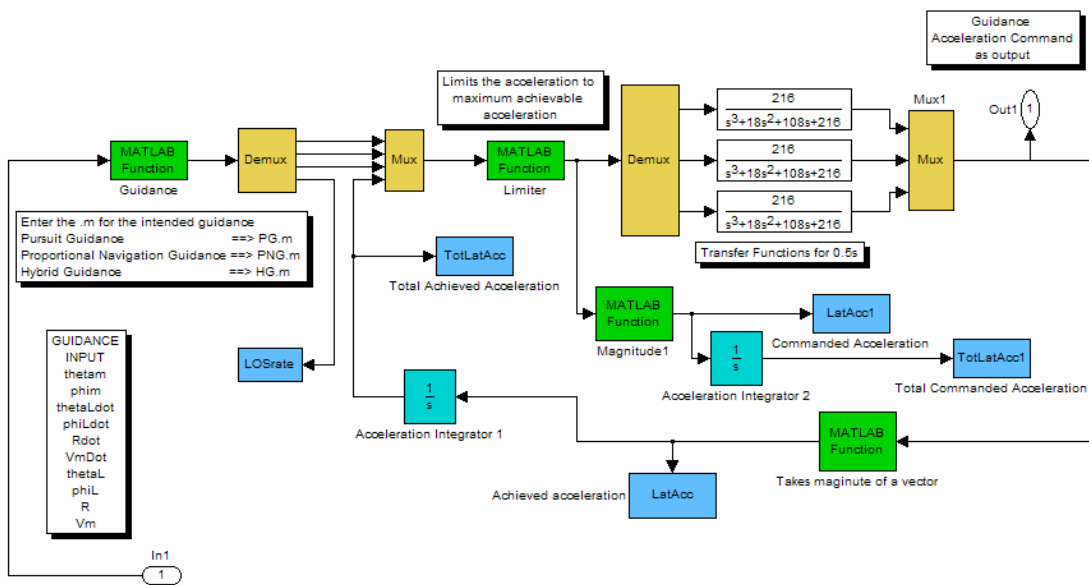 Guidance
Acceleration Command
as output
Limits the acceleration to
maximum achievable
acceleration
216
s³+18s²+108s+216
Mux1
Out1
1
MATLAB
Function
Guidance
Demux
Mux
MATLAB
Function
Limiter
Demux
216
s³+18s²+108s+216
Mux
216
s³+18s²+108s+216
Enter the .m for the intended guidance
Pursuit Guidance ==> PG.m
Proportional Navigation Guidance ==> PNG.m
Hybrid Guidance ==> HG.m
Transfer Functions for 0.5s
TotLatAcc
Total Achieved Acceleration
MATLAB
Function
Magnitude1
LatAcc1
Commanded Acceleration
GUIDANCE
INPUT
thetam
phim
thetaLdot
phiLdot
Rdot
VmDot
thetaL
phiL
R
Vm
LOSrate
1
s
Acceleration Integrator 2
TotLatAcc1
Total Commanded Acceleration
1
s
Acceleration Integrator 1
MATLAB
Function
Takes maginute of a vector
Achieved acceleration
LatAcc
In1
1